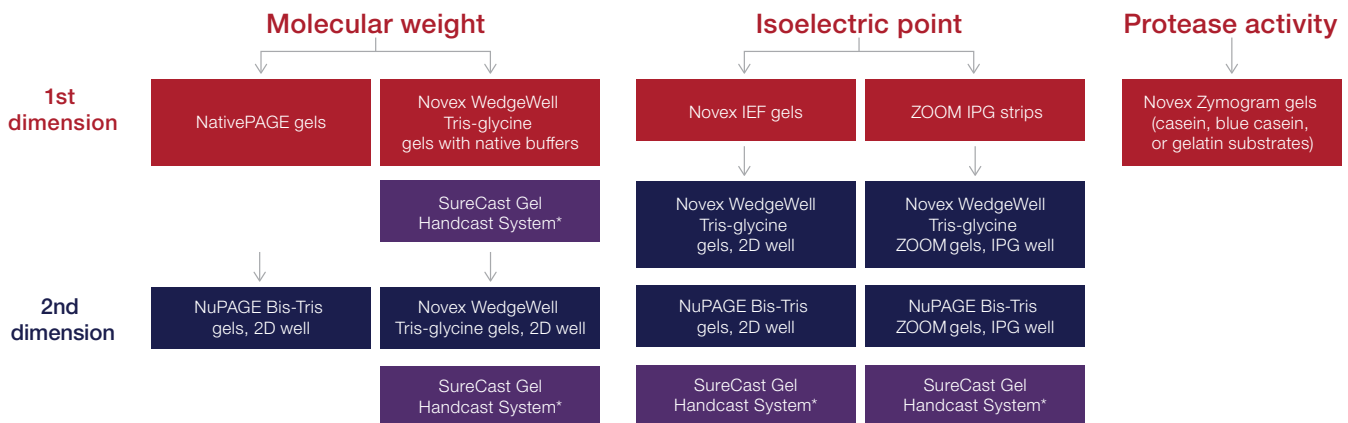 Molecular weight
Isoelectric point
Protease activity
1st
dimension
NativePAGE gels
Novex WedgeWell
Tris-glycine
gels with native buffers
Novex IEF gels
ZOOM IPG strips
Novex Zymogram gels
(casein, blue casein,
or gelatin substrates)
SureCast Gel
Handcast System*
Novex WedgeWell
Tris-glycine
gels, 2D well
Novex WedgeWell
Tris-glycine
ZOOM gels, IPG well
2nd
dimension
NuPAGE Bis-Tris
gels, 2D well
Novex WedgeWell
Tris-glycine gels, 2D well
NuPAGE Bis-Tris
gels, 2D well
NuPAGE Bis-Tris
ZOOM gels, IPG well
SureCast Gel
Handcast System*
SureCast Gel
Handcast System*
SureCast Gel
Handcast System*